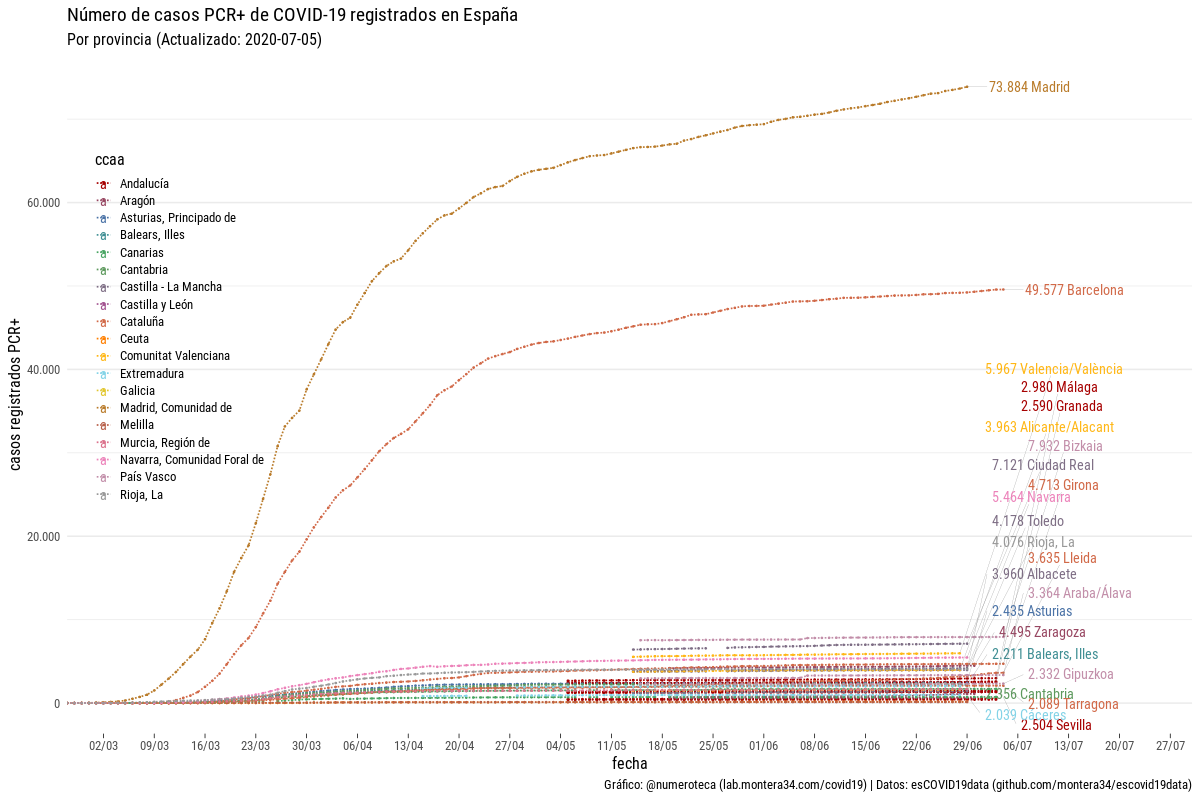 Número de casos PCR+ de COVID-19 registrados en España
Por provincia (Actualizado: 2020-07-05)
73.884 Madrid
ccaa
Andalucía
Aragón
Asturias, Principado de
Balears, Illes
Canarias
Cantabria
Castilla - La Mancha
Castilla y León
Cataluña
Ceuta
Comunitat Valenciana
Extremadura
Galicia
Madrid, Comunidad de
Melilla
Murcia, Región de
Navarra, Comunidad Foral de
País Vasco
Rioja, La
60.000
40.000
20.000
0
casos registrados PCR+
49.577 Barcelona
5.967 Valencia/València
2.980 Málaga
2.590 Granada
3.963 Alicante/Alacant
7.932 Bizkaia
7.121 Ciudad Real
4.713 Girona
5.464 Navarra
4.178 Toledo
4.076 Rioja, La
3.635 Lleida
3.960 Albacete
3.364 Araba/Álava
2.435 Asturias
4.495 Zaragoza
2.211 Balears, Illes
2.332 Gipuzkoa
Cantabria
2.089 Tarragona
2.039 Cáceres
2.504 Sevilla
02/03 09/03 16/03 23/03 30/03 06/04 13/04 20/04 27/04 04/05 11/05 18/05 25/05 01/06 08/06 15/06 22/06 29/06 06/07 13/07 20/07 27/07
fecha
Gráfico: @numeroteca (lab.montera34.com/covid19) | Datos: esCOVID19data (github.com/montera34/escovid19data)